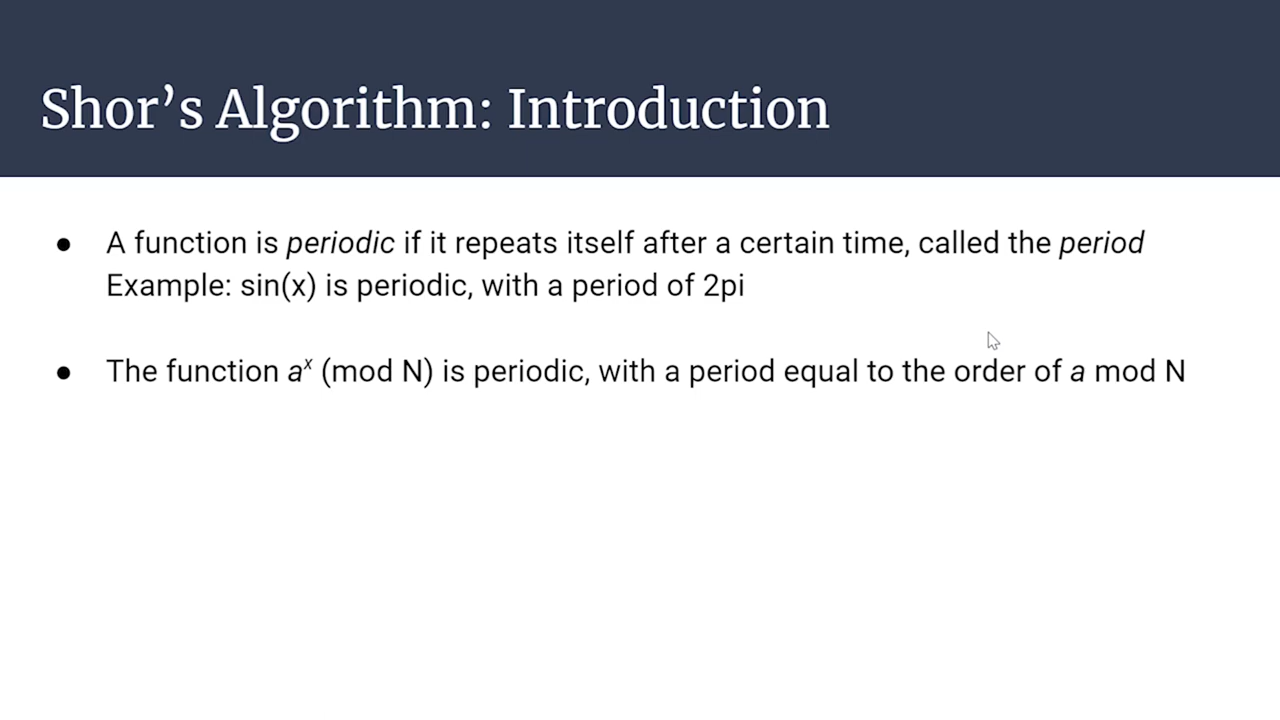 Shor’s Algorithm: Introduction
● A function is periodic if it repeats itself after a certain time, called the period
Example: sin(x) is periodic, with a period of 2pi
● The function aˣ (mod N) is periodic, with a period equal to the order of a mod N